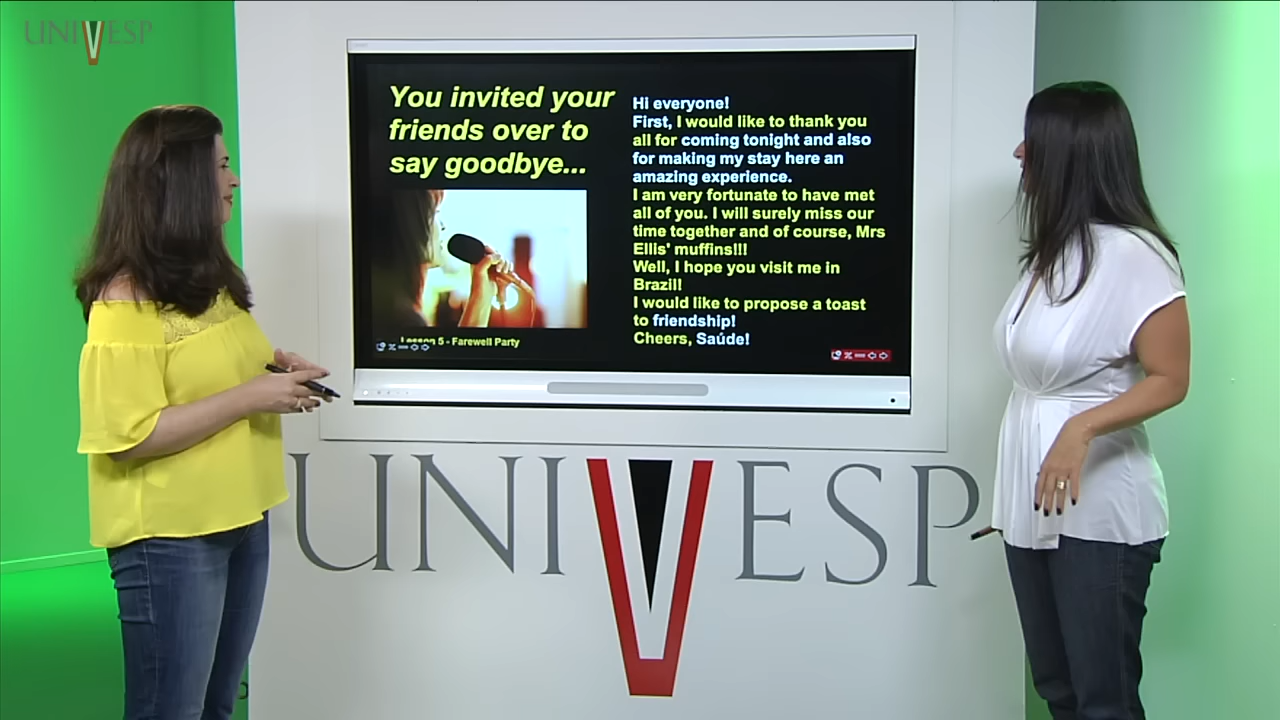 UNIVESP
You invited your
friends over to
say goodbye...
Hi everyone!
First, I would like to thank you
all for coming tonight and also
for making my stay here an
amazing experience.
I am very fortunate to have met
all of you. I will surely miss our
time together and of course, Mrs
Ellis' muffins!!!
Well, I hope you visit me in
Brazil!
I would like to propose a toast
to friendship!
Cheers, Saúde!
Lesson 5 - Farewell Party
UNIVESP